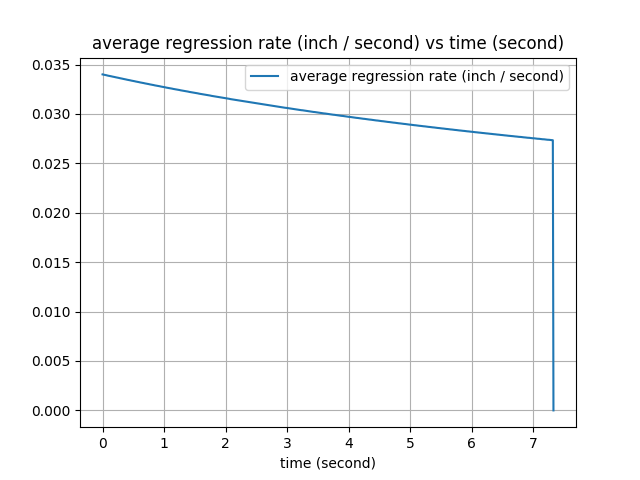 average regression rate (inch / second) vs time (second)
average regression rate (inch / second)
0.035
0.030
0.025
0.020
0.015
0.010
0.005
0.000
0 1 2 3 4 5 6 7
time (second)